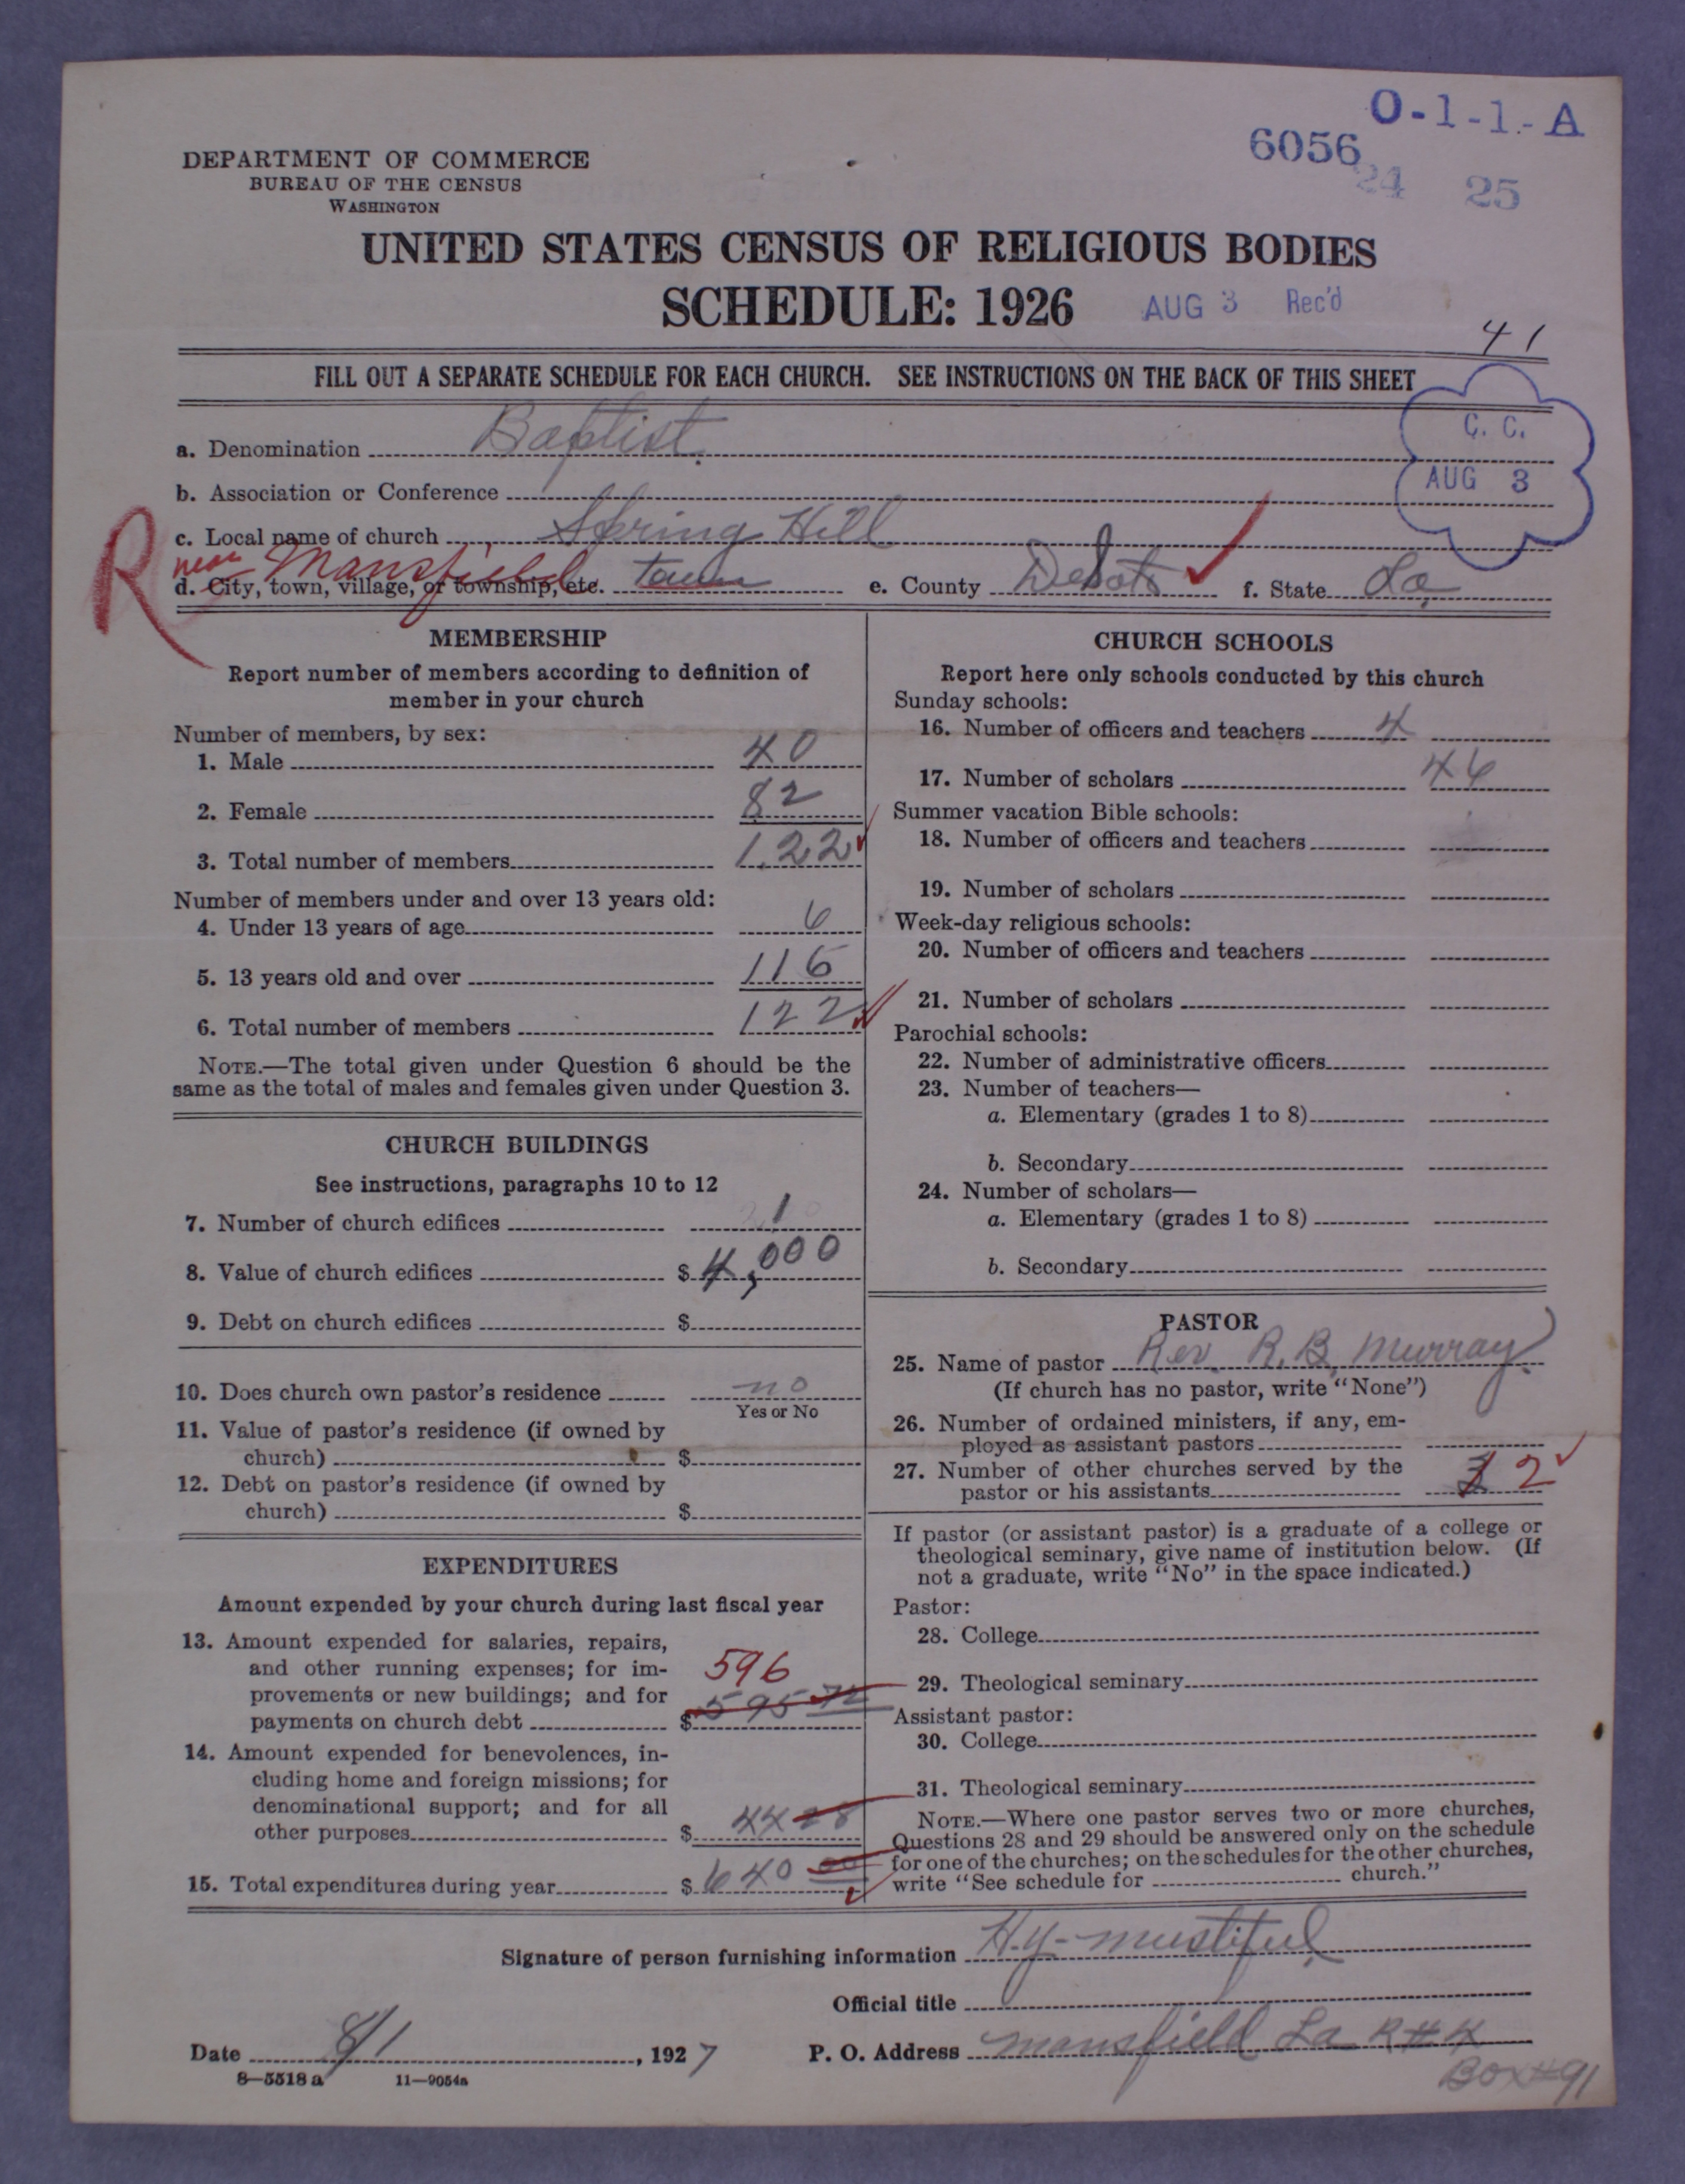 O-1-1-A
6056
24 25
DEPARTMENT OF COMMERCE
BUREAU OF THE CENSUS
WASHINGTON
UNITED STATES CENSUS OF RELIGIOUS BODIES
SCHEDULE: 1926 AUG 3 Rec'd
41
FILL OUT A SEPARATE SCHEDULE FOR EACH CHURCH. SEE INSTRUCTIONS ON THE BACK OF THIS SHEET
C. C.
AUG 3
a. Denomination Baptist
b. Association or Conference
c. Local name of church Spring Hill
R near Mansfield
d. City, town, village, or township, etc. town e. County Desoto f. State La.
MEMBERSHIP
Report number of members according to definition of
member in your church
Number of members, by sex:
1. Male 40
2. Female 82
3. Total number of members 122
Number of members under and over 13 years old:
4. Under 13 years of age 6
5. 13 years old and over 116
6. Total number of members 122
NOTE.—The total given under Question 6 should be the
same as the total of males and females given under Question 3.
CHURCH BUILDINGS
See instructions, paragraphs 10 to 12
7. Number of church edifices 1
8. Value of church edifices $ 4,000
9. Debt on church edifices $
10. Does church own pastor's residence no
Yes or No
11. Value of pastor's residence (if owned by
church) $
12. Debt on pastor's residence (if owned by
church) $
EXPENDITURES
Amount expended by your church during last fiscal year
13. Amount expended for salaries, repairs,
and other running expenses; for im- 596
provements or new buildings; and for
payments on church debt $ 595 72
14. Amount expended for benevolences, in-
cluding home and foreign missions; for
denominational support; and for all
other purposes $ 44 28
15. Total expenditures during year $ 640 00
CHURCH SCHOOLS
Report here only schools conducted by this church
Sunday schools:
16. Number of officers and teachers 4
17. Number of scholars 46
Summer vacation Bible schools:
18. Number of officers and teachers
19. Number of scholars
Week-day religious schools:
20. Number of officers and teachers
21. Number of scholars
Parochial schools:
22. Number of administrative officers
23. Number of teachers—
a. Elementary (grades 1 to 8)
b. Secondary
24. Number of scholars—
a. Elementary (grades 1 to 8)
b. Secondary
PASTOR
25. Name of pastor Rev. R. B. Murray
(If church has no pastor, write "None")
26. Number of ordained ministers, if any, em-
ployed as assistant pastors
27. Number of other churches served by the
pastor or his assistants 3 2
If pastor (or assistant pastor) is a graduate of a college or
theological seminary, give name of institution below. (If
not a graduate, write "No" in the space indicated.)
Pastor:
28. College
29. Theological seminary
Assistant pastor:
30. College
31. Theological seminary
NOTE.—Where one pastor serves two or more churches,
Questions 28 and 29 should be answered only on the schedule
for one of the churches; on the schedules for the other churches,
write "See schedule for church."
Signature of person furnishing information H.Y. mustiful
Official title
Date 8/1, 1927 P. O. Address mansfield La R#4
Box#91
8—5518 a 11—9054a